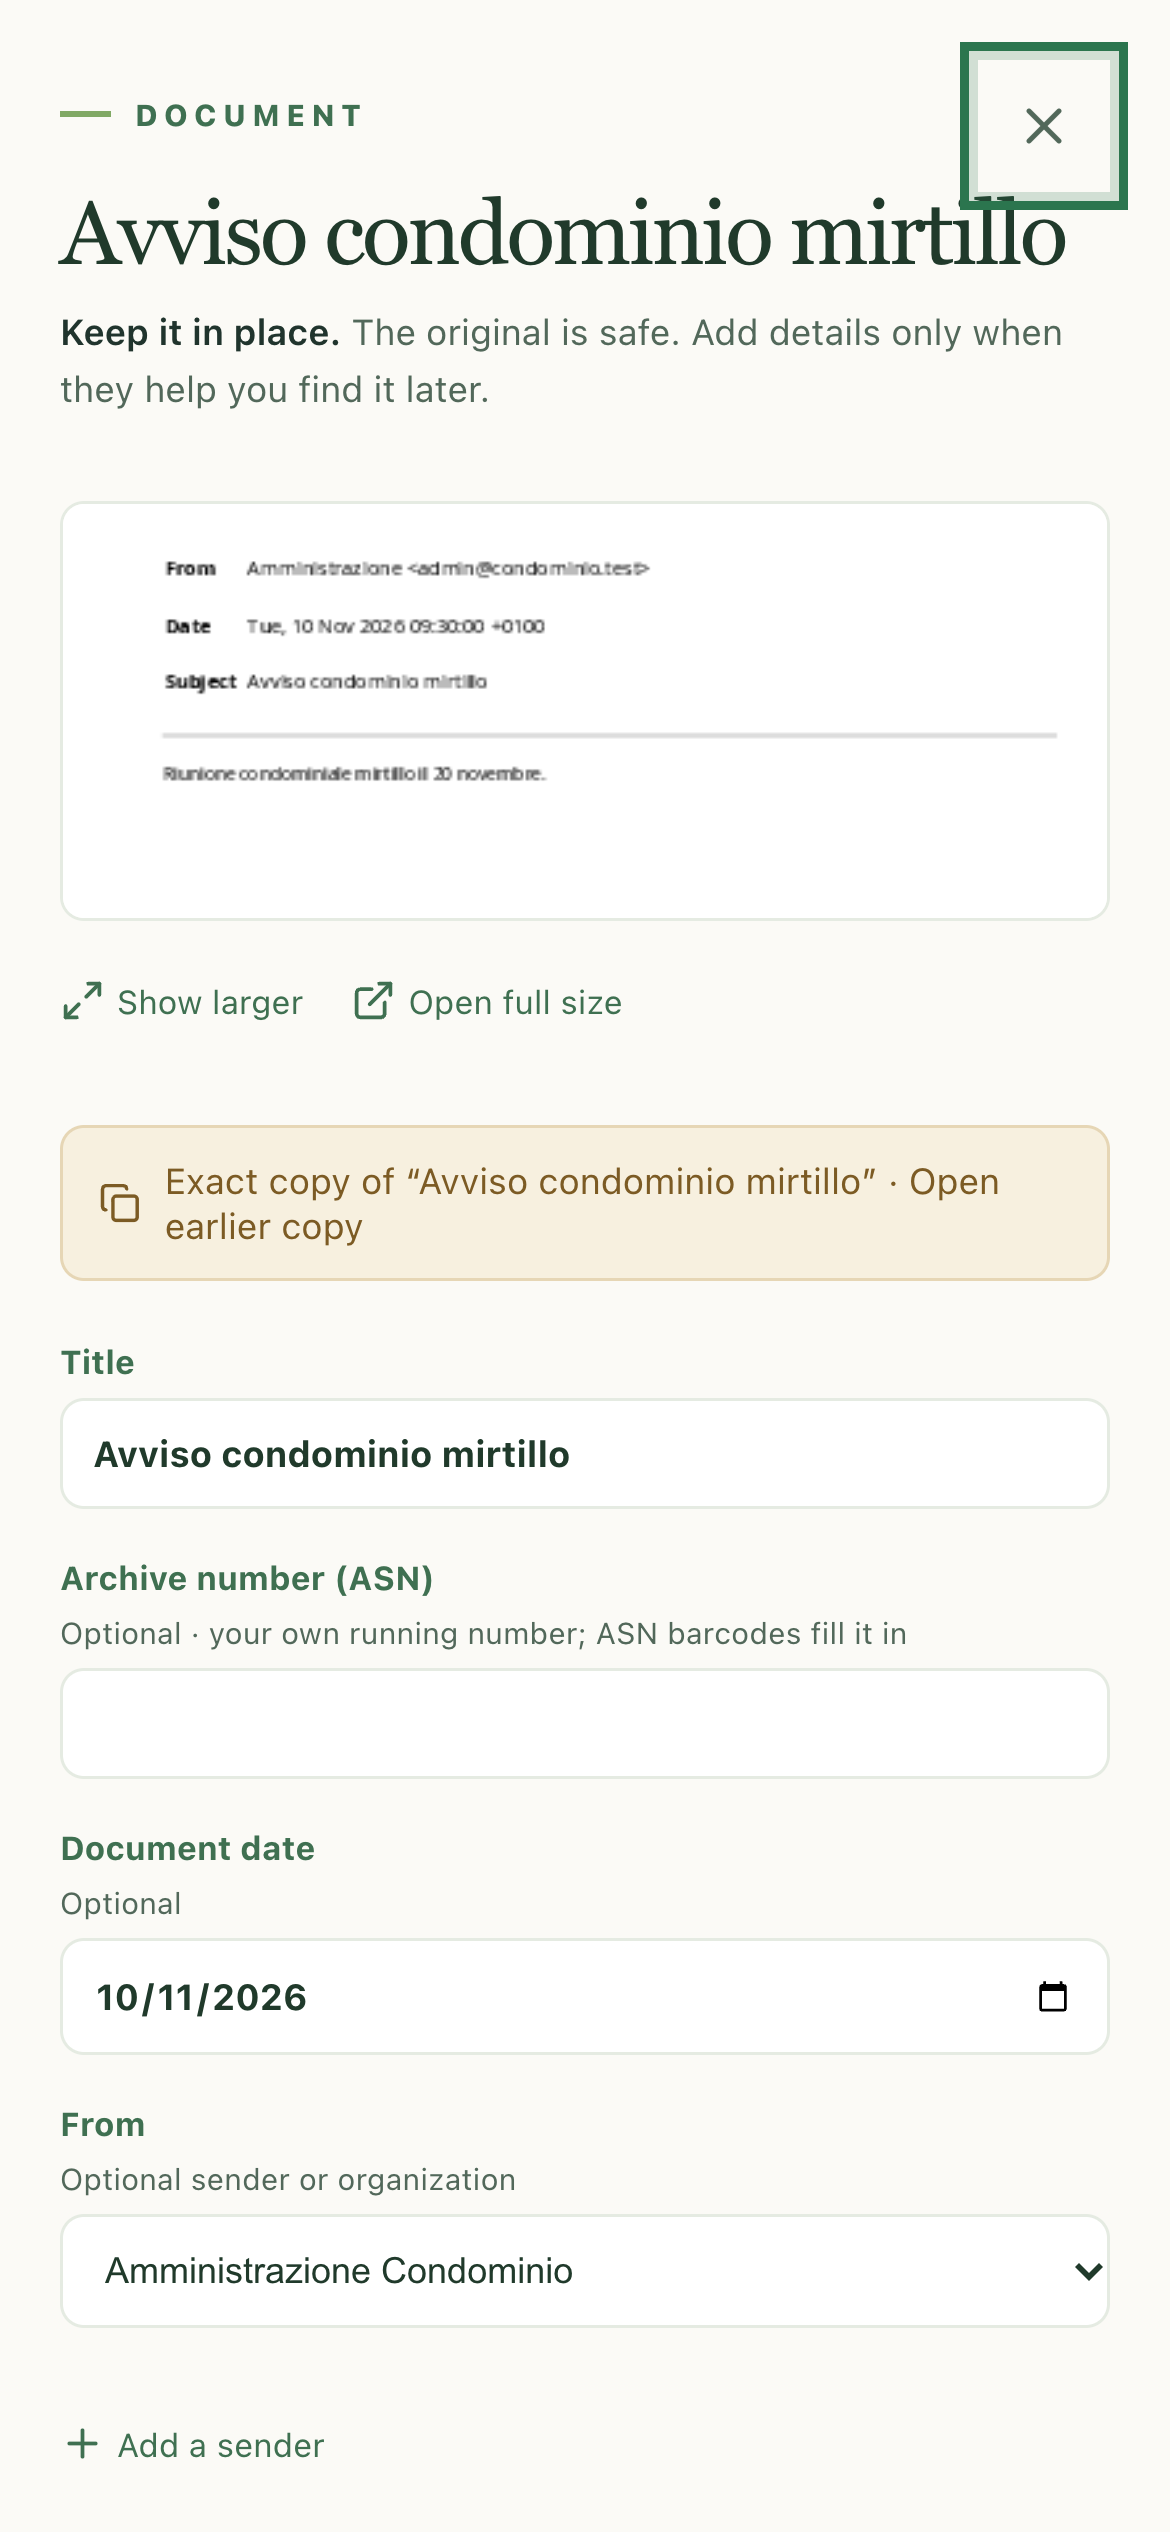 DOCUMENT
Avviso condominio mirtillo
Keep it in place. The original is safe. Add details only when
they help you find it later.
From Amministrazione <admin@condominio.test>
Date Tue, 10 Nov 2026 09:30:00 +0100
Subject Avviso condominio mirtillo
Riunione condominiale mirtillo il 20 novembre.
Show larger Open full size
Exact copy of “Avviso condominio mirtillo” · Open
earlier copy
Title
Avviso condominio mirtillo
Archive number (ASN)
Optional · your own running number; ASN barcodes fill it in
Document date
Optional
10/11/2026
From
Optional sender or organization
Amministrazione Condominio
Add a sender